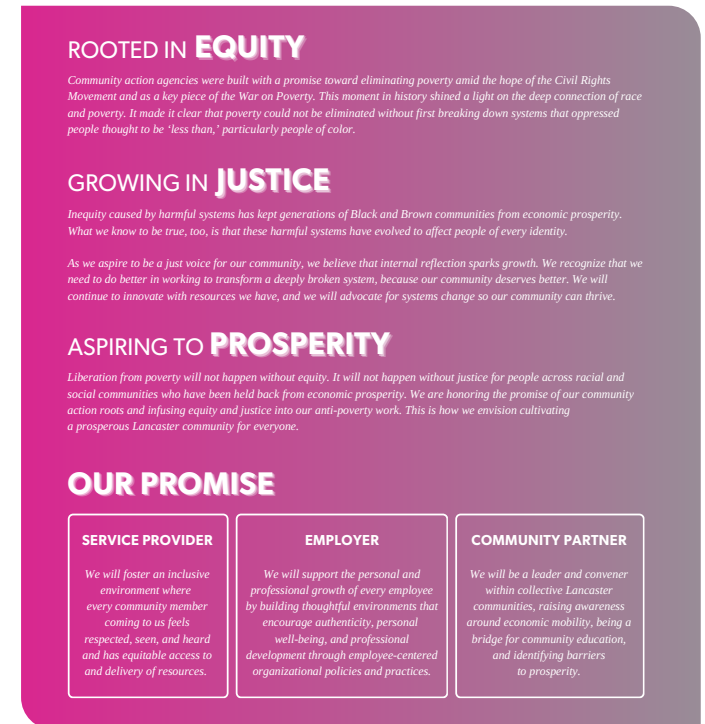 ROOTED IN EQUITY
Community action agencies were built with a promise toward eliminating poverty amid the hope of the Civil Rights
Movement and as a key piece of the War on Poverty. This moment in history shined a light on the deep connection of race
and poverty. It made it clear that poverty could not be eliminated without first breaking down systems that oppressed
people thought to be ‘less than,’ particularly people of color.
GROWING IN JUSTICE
Inequity caused by harmful systems has kept generations of Black and Brown communities from economic prosperity.
What we know to be true, too, is that these harmful systems have evolved to affect people of every identity.
As we aspire to be a just voice for our community, we believe that internal reflection sparks growth. We recognize that we
need to do better in working to transform a deeply broken system, because our community deserves better. We will
continue to innovate with resources we have, and we will advocate for systems change so our community can thrive.
ASPIRING TO PROSPERITY
Liberation from poverty will not happen without equity. It will not happen without justice for people across racial and
social communities who have been held back from economic prosperity. We are honoring the promise of our community
action roots and infusing equity and justice into our anti-poverty work. This is how we envision cultivating
a prosperous Lancaster community for everyone.
OUR PROMISE
SERVICE PROVIDER
We will foster an inclusive
environment where
every community member
coming to us feels
respected, seen, and heard
and has equitable access to
and delivery of resources.
EMPLOYER
We will support the personal and
professional growth of every employee
by building thoughtful environments that
encourage authenticity, personal
well-being, and professional
development through employee-centered
organizational policies and practices.
COMMUNITY PARTNER
We will be a leader and convener
within collective Lancaster
communities, raising awareness
around economic mobility, being a
bridge for community education,
and identifying barriers
to prosperity.